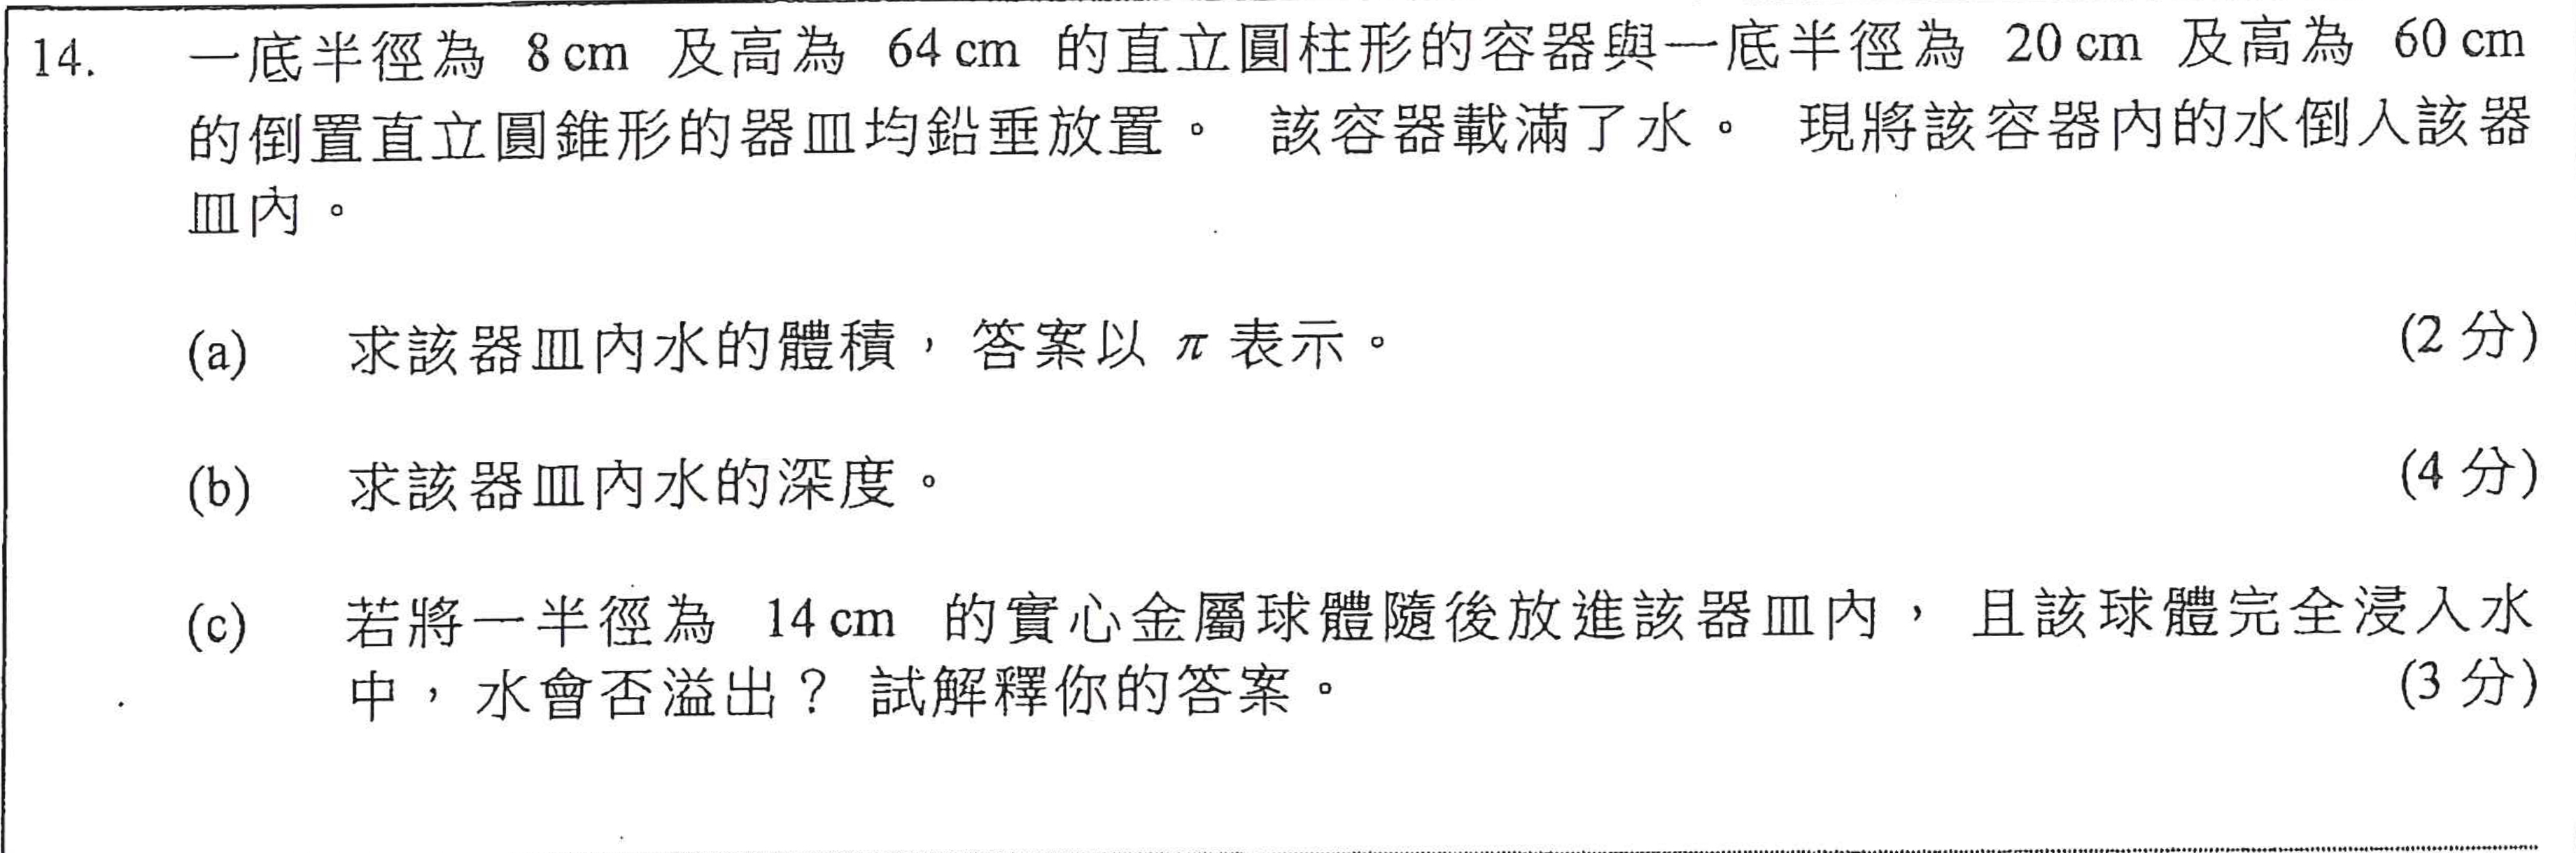 14. 一底半徑為 8 cm 及高為 64 cm 的直立圓柱形的容器與一底半徑為 20 cm 及高為 60 cm
的倒置直立圓錐形的器皿均鉛垂放置。 該容器載滿了水。 現將該容器內的水倒入該器
皿內。
(a) 求該器皿內水的體積,答案以 π 表示。 (2 分)
(b) 求該器皿內水的深度。 (4 分)
(c) 若將一半徑為 14 cm 的實心金屬球體隨後放進該器皿內, 且該球體完全浸入水
中,水會否溢出? 試解釋你的答案。 (3 分)